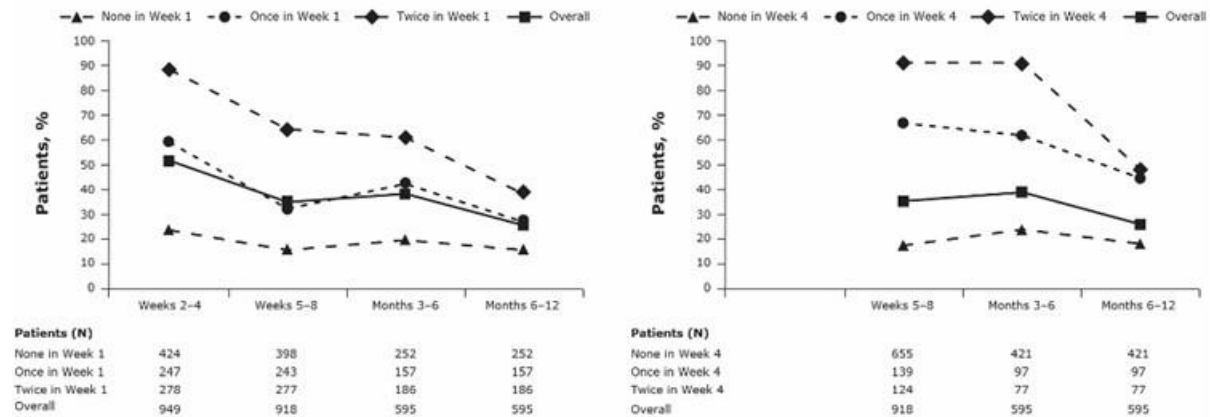 None in Week 1 Once in Week 1 Twice in Week 1 Overall
100
90
80
70
60
50
40
30
20
10
0
Patients, %
Weeks 2–4 Weeks 5–8 Months 3–6 Months 6–12
Patients (N)
None in Week 1 424 398 252 252
Once in Week 1 247 243 157 157
Twice in Week 1 278 277 186 186
Overall 949 918 595 595
None in Week 4 Once in Week 4 Twice in Week 4 Overall
100
90
80
70
60
50
40
30
20
10
0
Patients, %
Weeks 5–8 Months 3–6 Months 6–12
Patients (N)
None in Week 4 655 421 421
Once in Week 4 139 97 97
Twice in Week 4 124 77 77
Overall 918 595 595